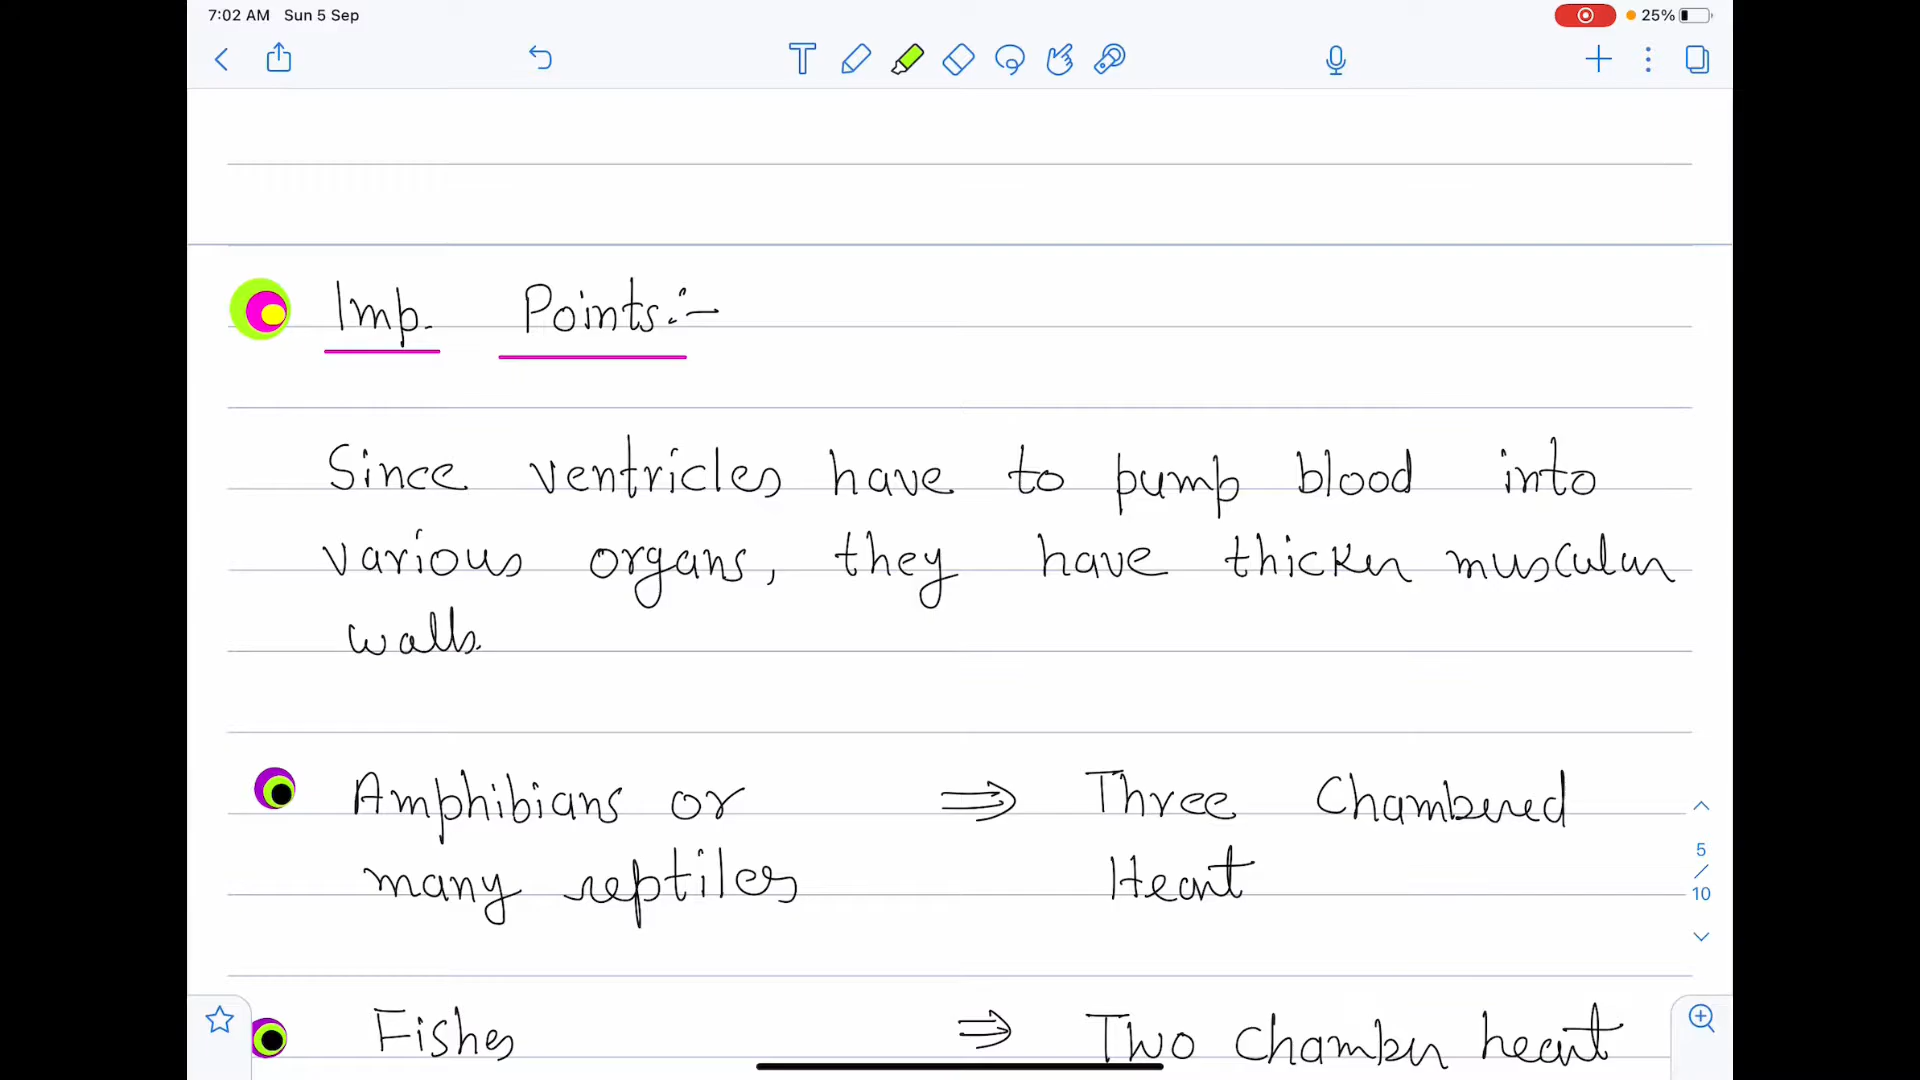 7:02 AM Sun 5 Sep 25%
Imp. Points:-
Since ventricles have to pump blood into
various organs, they have thicker muscular
walls.
Amphibians or ⇒ Three Chambered
many reptiles Heart
5
/
10
Fishes ⇒ Two Chamber heart